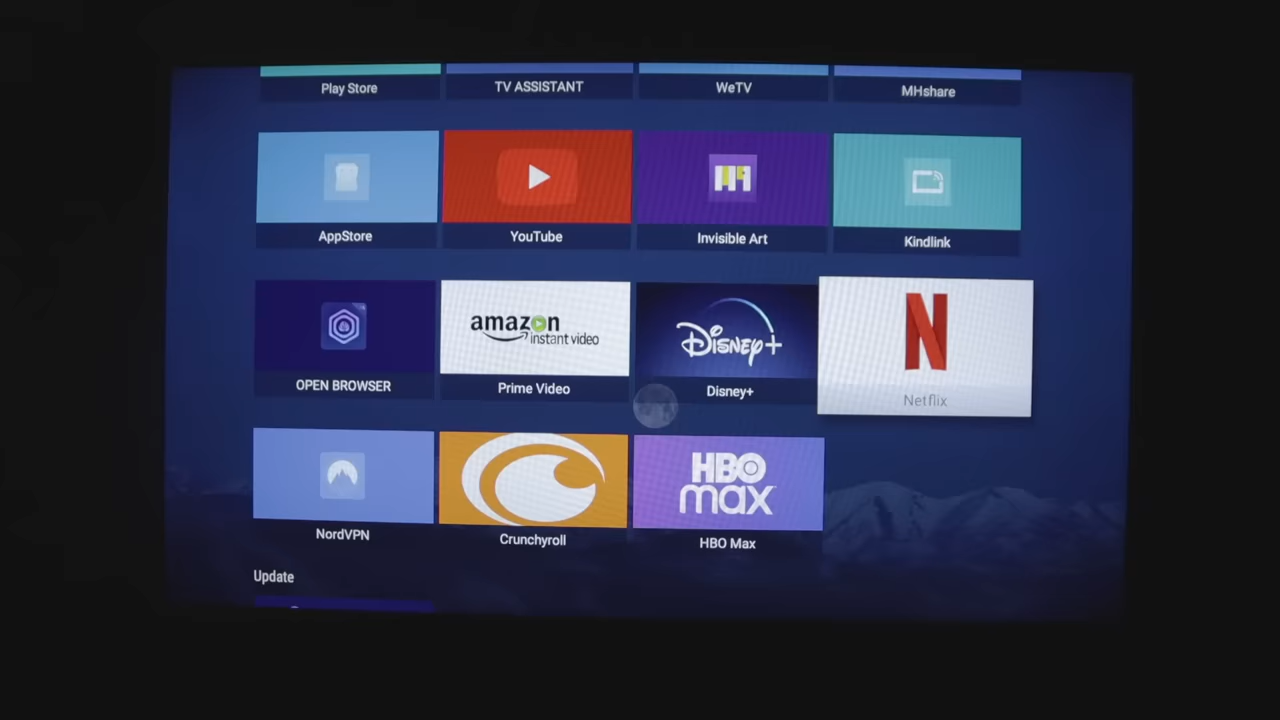 Play Store
TV ASSISTANT
WeTV
MHshare
AppStore
YouTube
Invisible Art
Kindlink
amazon
instant video
Disney+
N
OPEN BROWSER
Prime Video
Disney+
Netflix
HBO
max
NordVPN
Crunchyroll
HBO Max
Update